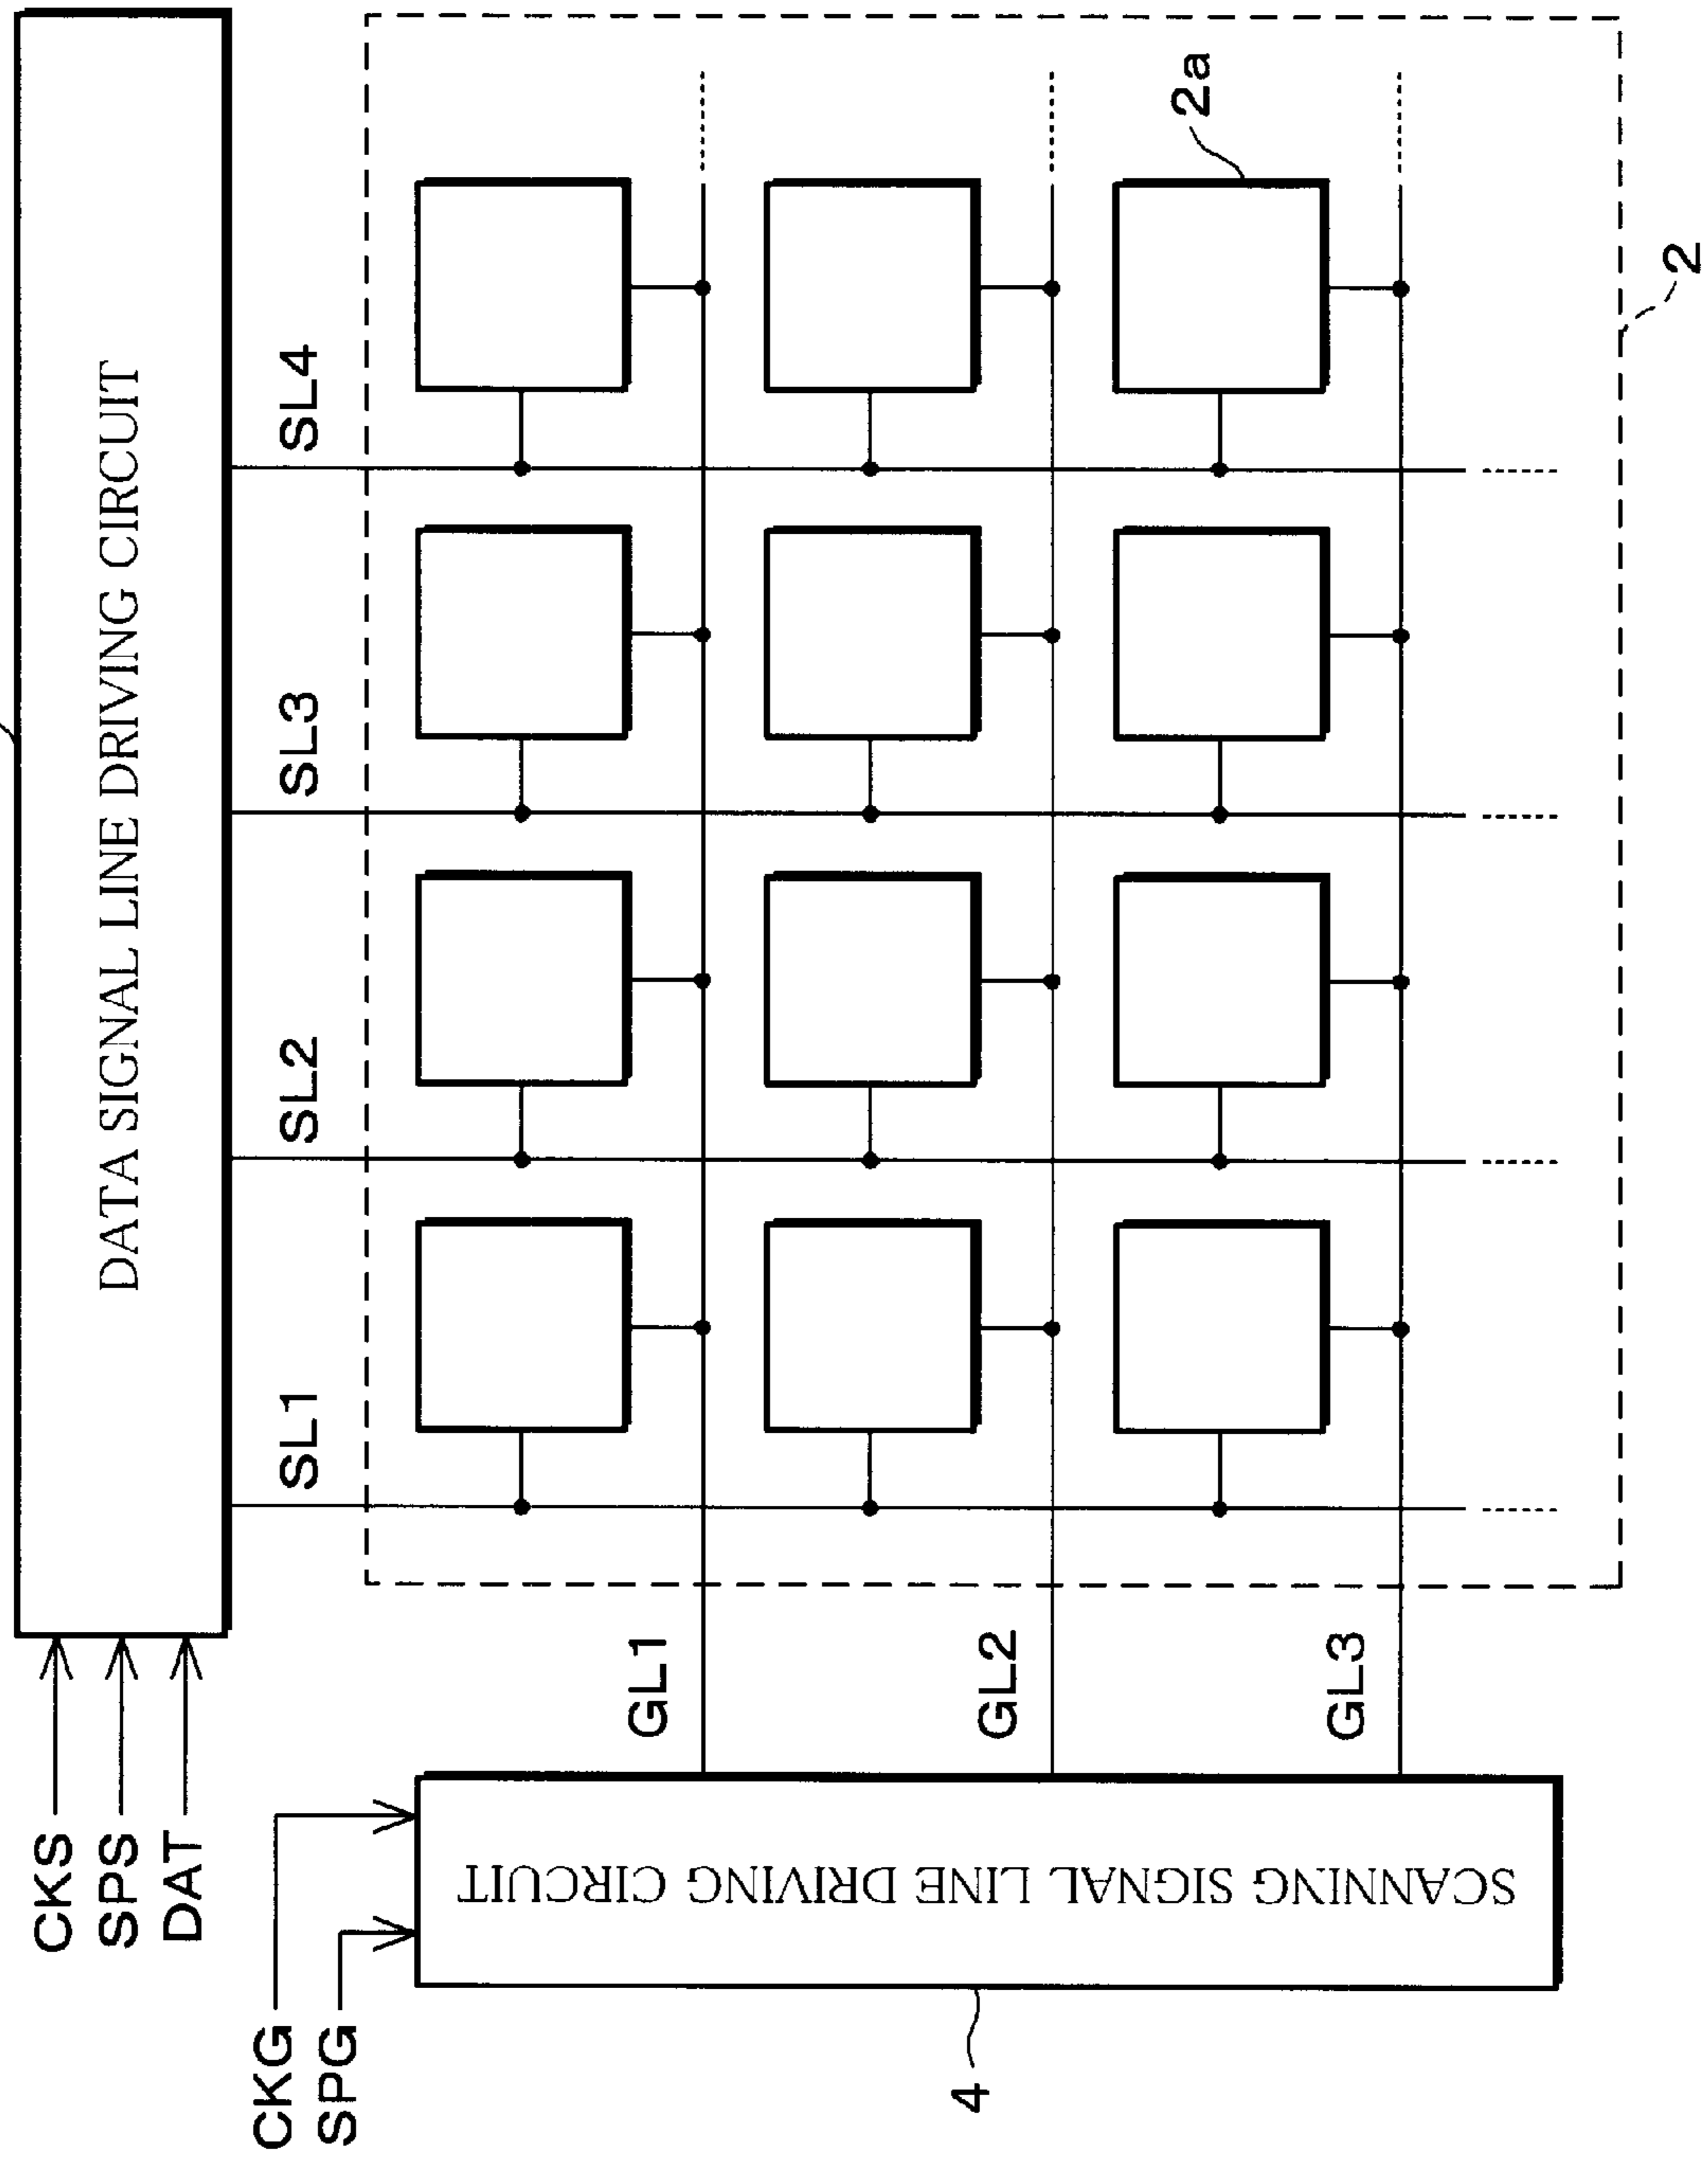 DATA SIGNAL LINE DRIVING CIRCUIT
CKS
SPS
DAT
CKG
SPG
SL1
SL2
SL3
SL4
GL1
GL2
GL3
SCANNING SIGNAL LINE DRIVING CIRCUIT
4
2a
2